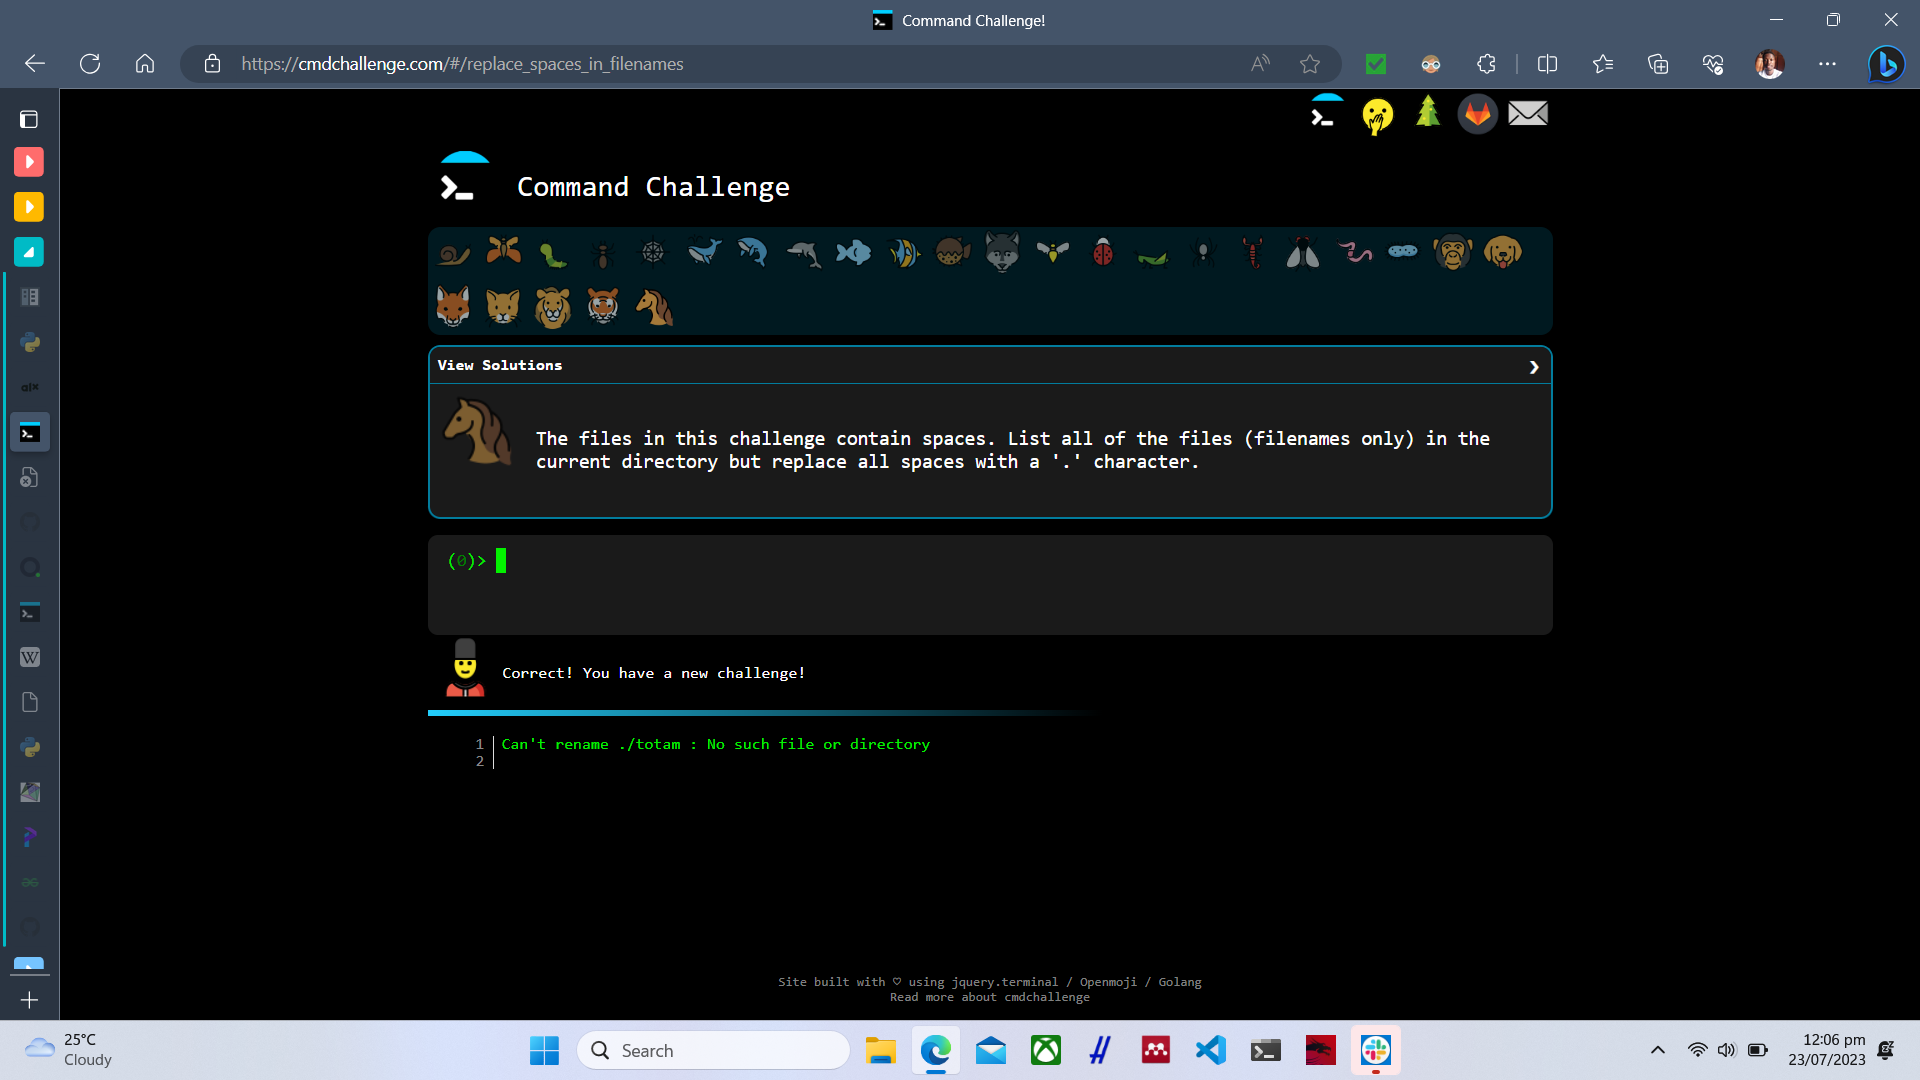 Command Challenge!
https://cmdchallenge.com/#/replace_spaces_in_filenames
Command Challenge
View Solutions
The files in this challenge contain spaces. List all of the files (filenames only) in the
current directory but replace all spaces with a '.' character.
(0)>
Correct! You have a new challenge!
1 Can't rename ./totam : No such file or directory
2
Site built with ♡ using jquery.terminal / Openmoji / Golang
Read more about cmdchallenge
25°C
Cloudy
Search
12:06 pm
23/07/2023